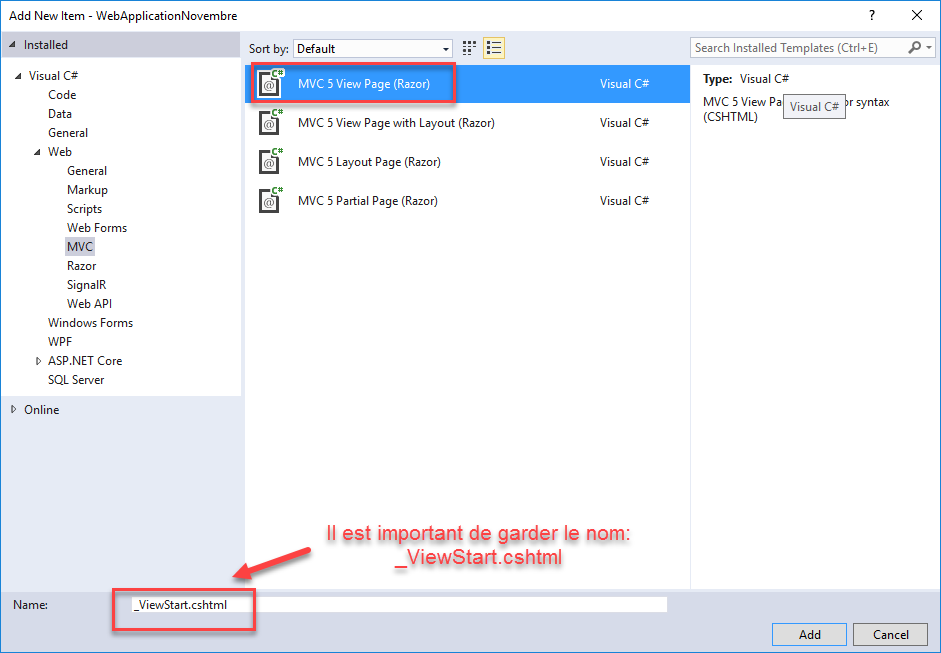 Add New Item - WebApplicationNovembre
?
Installed
Sort by: Default
Search Installed Templates (Ctrl+E)
Visual C#
Code
Data
General
Web
General
Markup
Scripts
Web Forms
MVC
Razor
SignalR
Web API
Windows Forms
WPF
ASP.NET Core
SQL Server
Online
C# @ MVC 5 View Page (Razor) Visual C#
C# @ MVC 5 View Page with Layout (Razor) Visual C#
C# @ MVC 5 Layout Page (Razor) Visual C#
C# @ MVC 5 Partial Page (Razor) Visual C#
Type: Visual C#
MVC 5 View Pa
Visual C#
or syntax
(CSHTML)
Il est important de garder le nom:
_ViewStart.cshtml
Name: _ViewStart.cshtml
Add Cancel